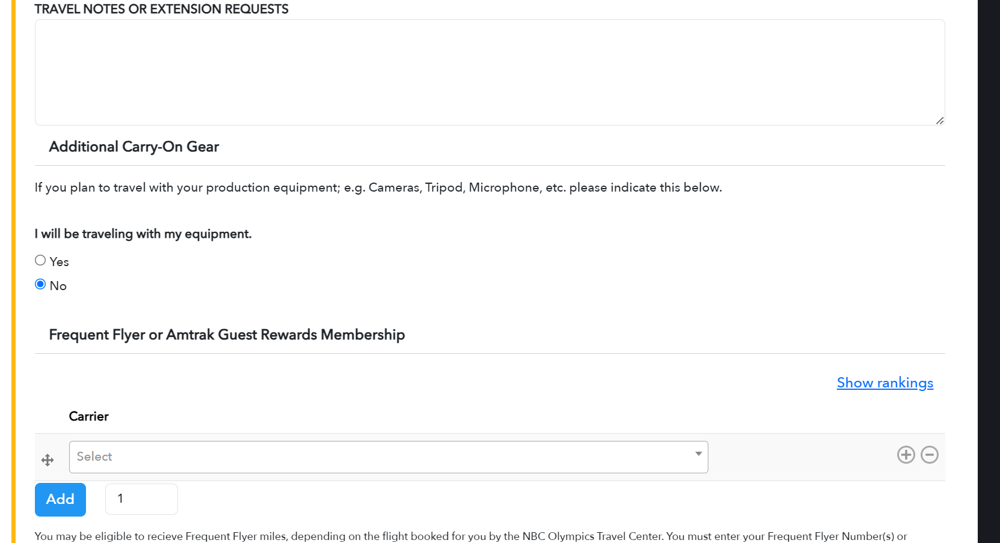 TRAVEL NOTES OR EXTENSION REQUESTS
Additional Carry-On Gear
If you plan to travel with your production equipment; e.g. Cameras, Tripod, Microphone, etc. please indicate this below.
I will be traveling with my equipment.
Yes
No
Frequent Flyer or Amtrak Guest Rewards Membership
Show rankings
Carrier
Select
Add 1
You may be eligible to recieve Frequent Flyer miles, depending on the flight booked for you by the NBC Olympics Travel Center. You must enter your Frequent Flyer Number(s) or